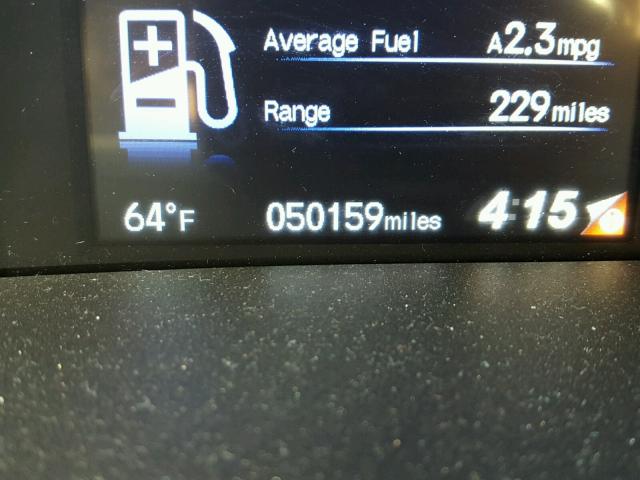 Average Fuel A2.3mpg
Range 229miles
64°F 050159miles 4:15